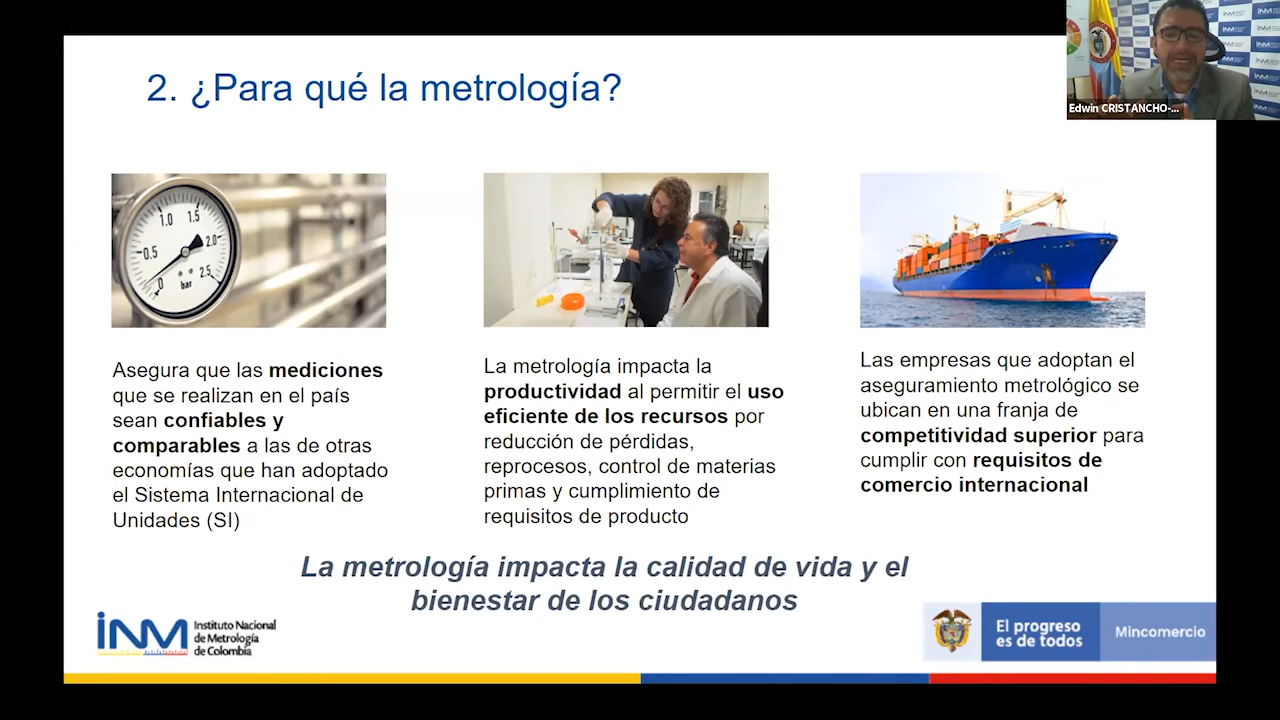 2. ¿Para qué la metrología?
Edwin CRISTANCHO-...
0
0.5
1.0
1.5
2.0
2.5
bar
Asegura que las mediciones
que se realizan en el país
sean confiables y
comparables a las de otras
economías que han adoptado
el Sistema Internacional de
Unidades (SI)
La metrología impacta la
productividad al permitir el uso
eficiente de los recursos por
reducción de pérdidas,
reprocesos, control de materias
primas y cumplimiento de
requisitos de producto
Las empresas que adoptan el
aseguramiento metrológico se
ubican en una franja de
competitividad superior para
cumplir con requisitos de
comercio internacional
La metrología impacta la calidad de vida y el
bienestar de los ciudadanos
INM
Instituto Nacional
de Metrología
de Colombia
El progreso
es de todos
Mincomercio